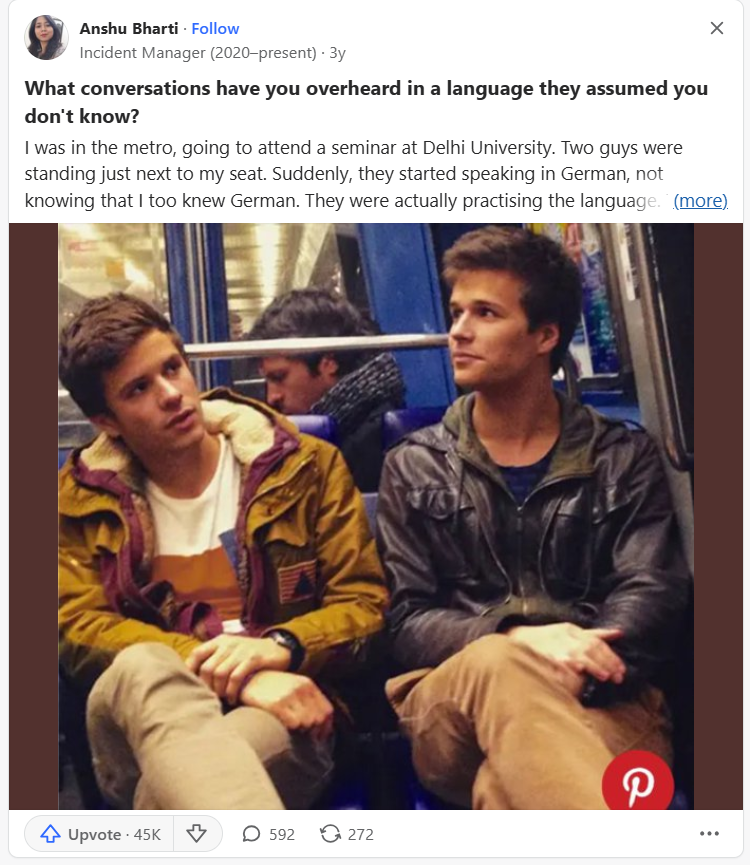 Anshu Bharti · Follow
Incident Manager (2020–present) · 3y
What conversations have you overheard in a language they assumed you
don't know?
I was in the metro, going to attend a seminar at Delhi University. Two guys were
standing just next to my seat. Suddenly, they started speaking in German, not
knowing that I too knew German. They were actually practising the language. (more)
Upvote · 45K 592 272